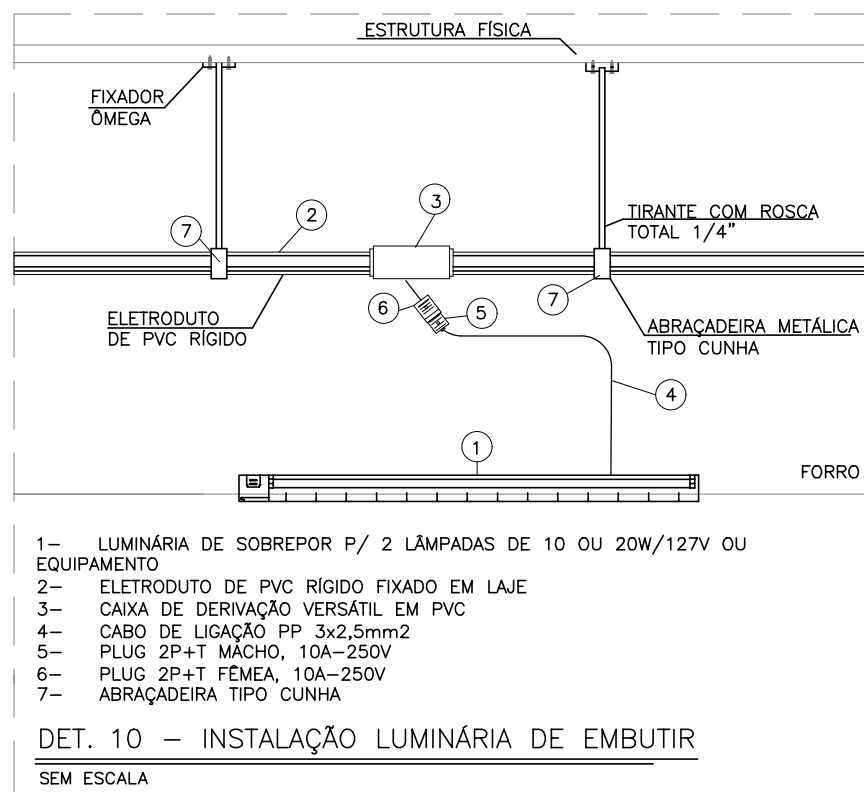 ESTRUTURA FÍSICA
FIXADOR
ÔMEGA
3
2
7
TIRANTE COM ROSCA
TOTAL 1/4"
6
5
7
ELETRODUTO
DE PVC RÍGIDO
ABRAÇADEIRA METÁLICA
TIPO CUNHA
4
1
FORRO
1- LUMINÁRIA DE SOBREPOR P/ 2 LÂMPADAS DE 10 OU 20W/127V OU
EQUIPAMENTO
2- ELETRODUTO DE PVC RÍGIDO FIXADO EM LAJE
3- CAIXA DE DERIVAÇÃO VERSÁTIL EM PVC
4- CABO DE LIGAÇÃO PP 3x2,5mm2
5- PLUG 2P+T MACHO, 10A-250V
6- PLUG 2P+T FÊMEA, 10A-250V
7- ABRAÇADEIRA TIPO CUNHA
DET. 10 - INSTALAÇÃO LUMINÁRIA DE EMBUTIR
SEM ESCALA